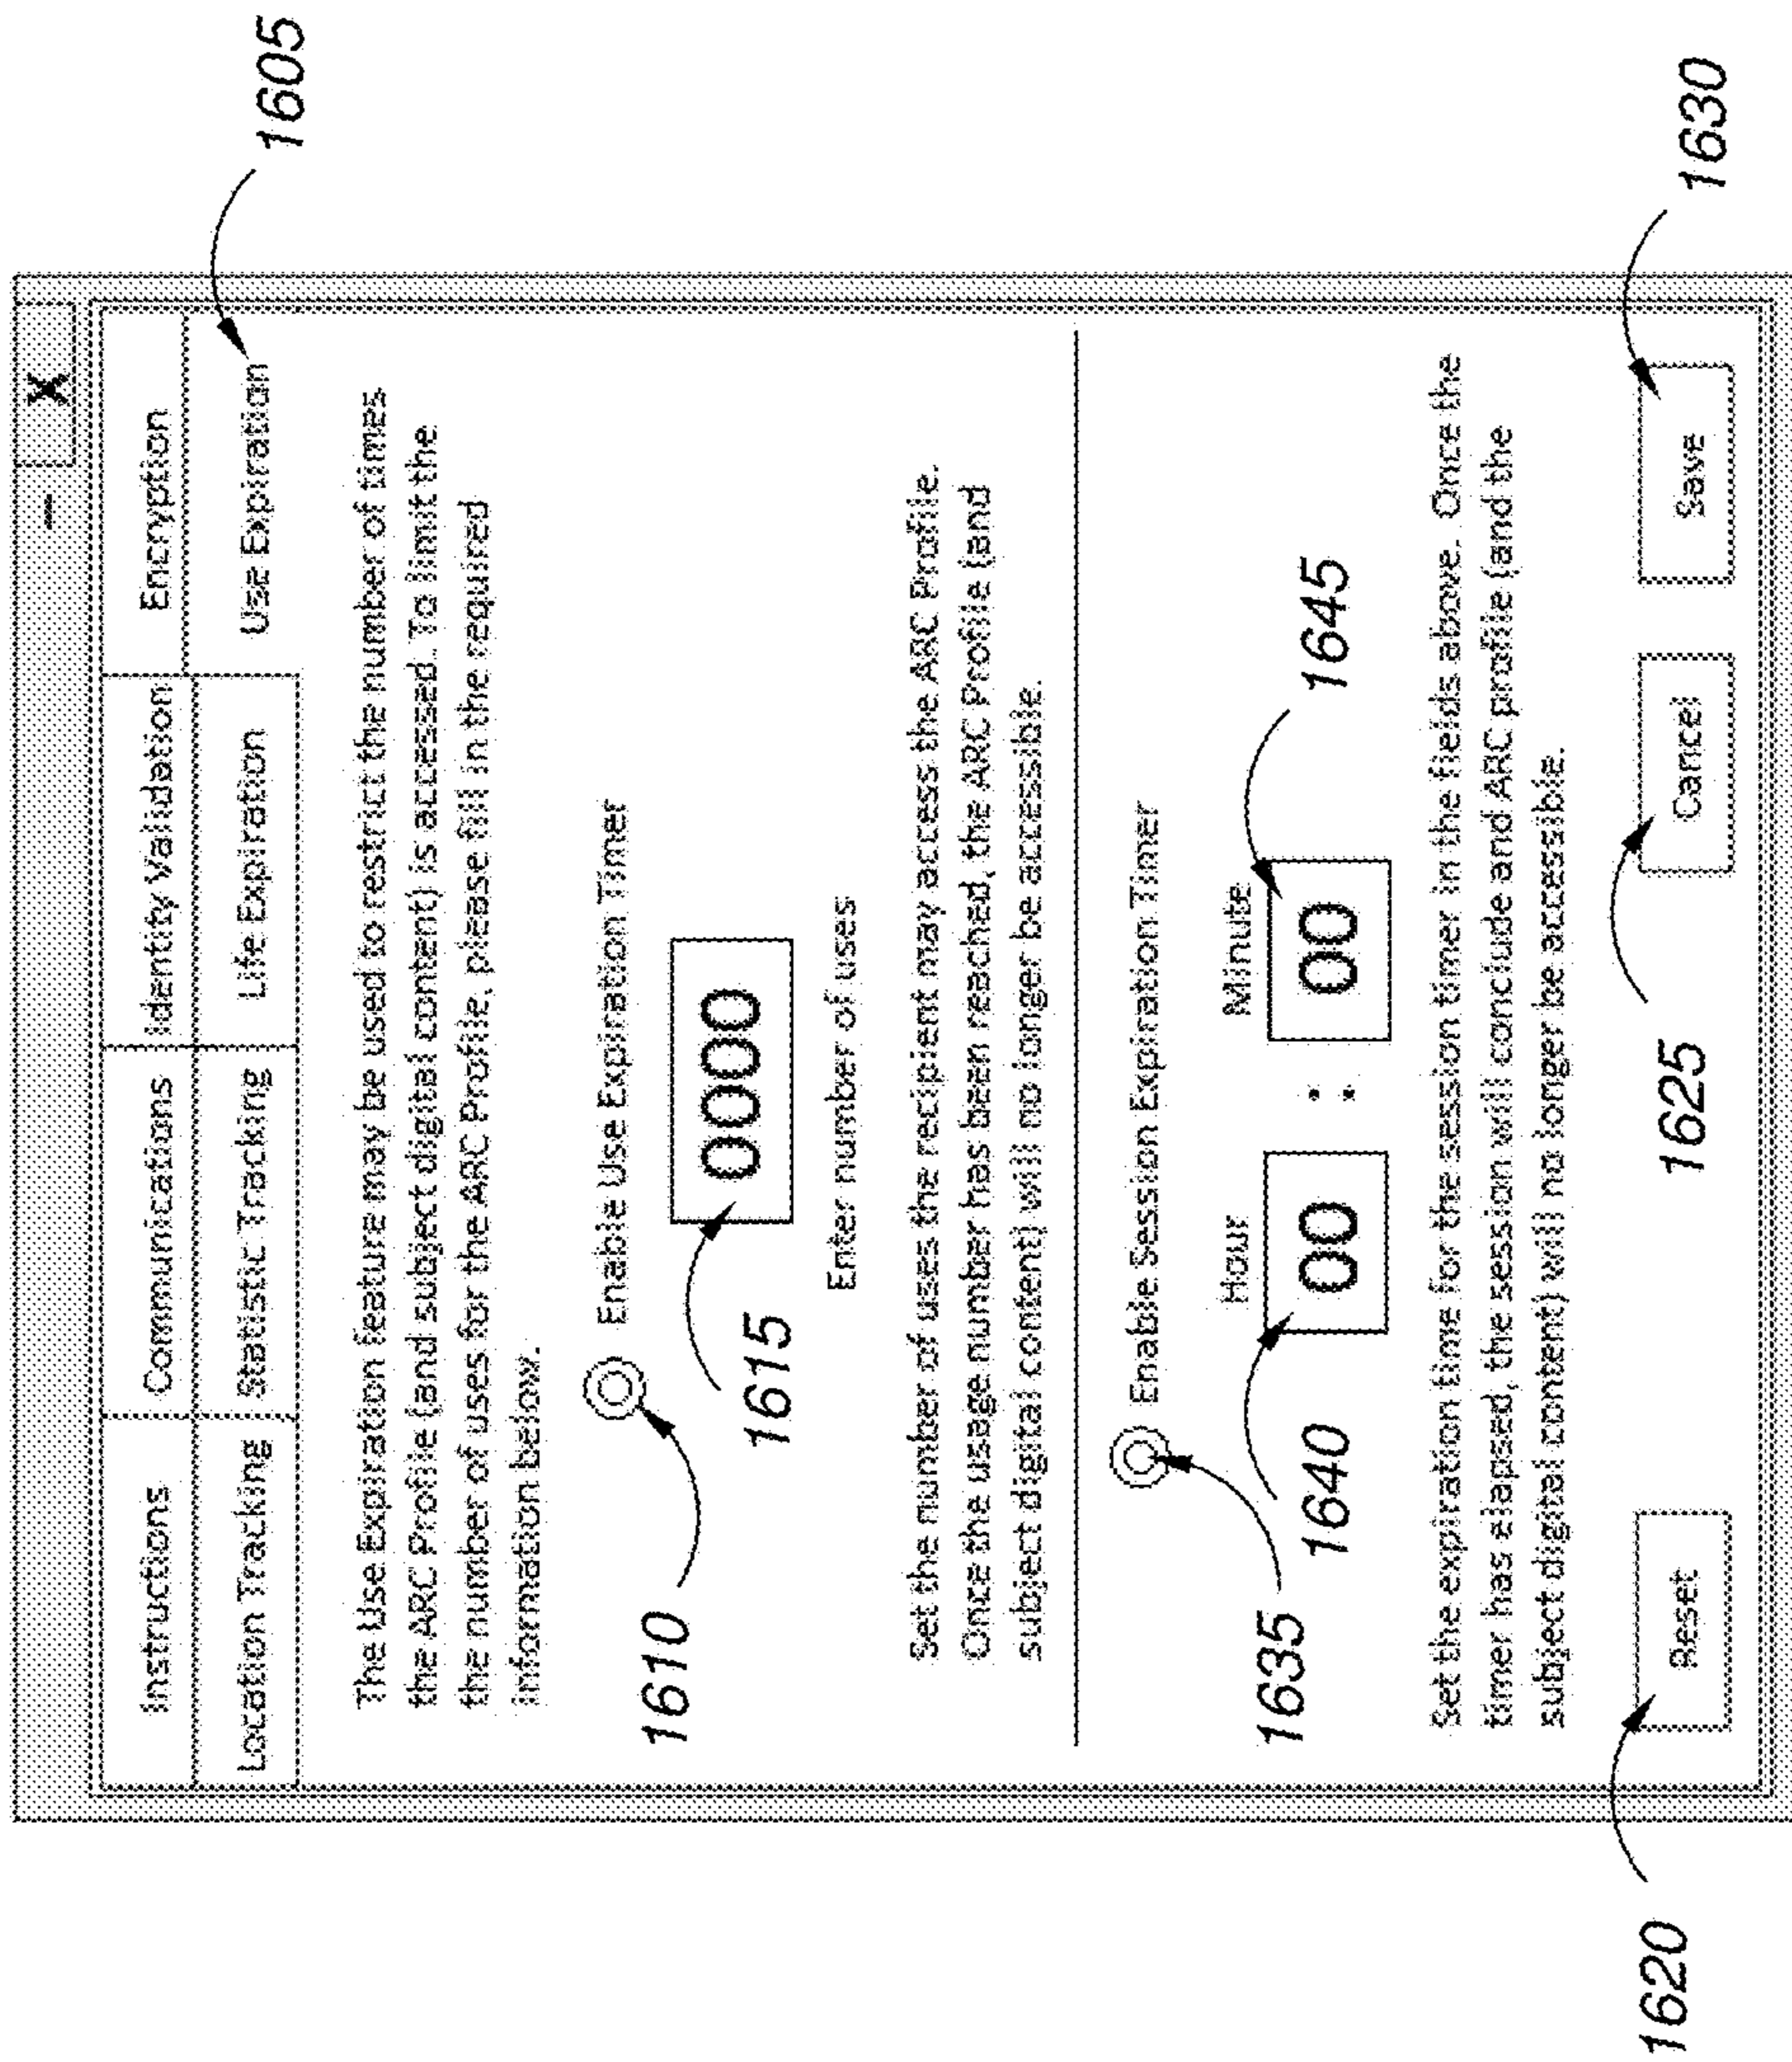 - X
Instructions Communications Identity Validation Encryption
Location Tracking Statistic Tracking Life Expiration Use Expiration
1605
The Use Expiration feature may be used to restrict the number of times
the ARC Profile (and subject digital content) is accessed. To limit the
the number of uses for the ARC Profile, please fill in the required
information below.
1610
Enable Use Expiration Timer
0000
1615
Enter number of uses
Set the number of uses the recipient may access the ARC Profile.
Once the usage number has been reached, the ARC Profile (and
subject digital content) will no longer be accessible.
1635
Enable Session Expiration Timer
Hour Minute
00 : 00
1640 1645
Set the expiration time for the session timer in the fields above. Once the
timer has elapsed, the session will conclude and ARC profile (and the
subject digital content) will no longer be accessible.
Reset Cancel Save
1620 1625 1630